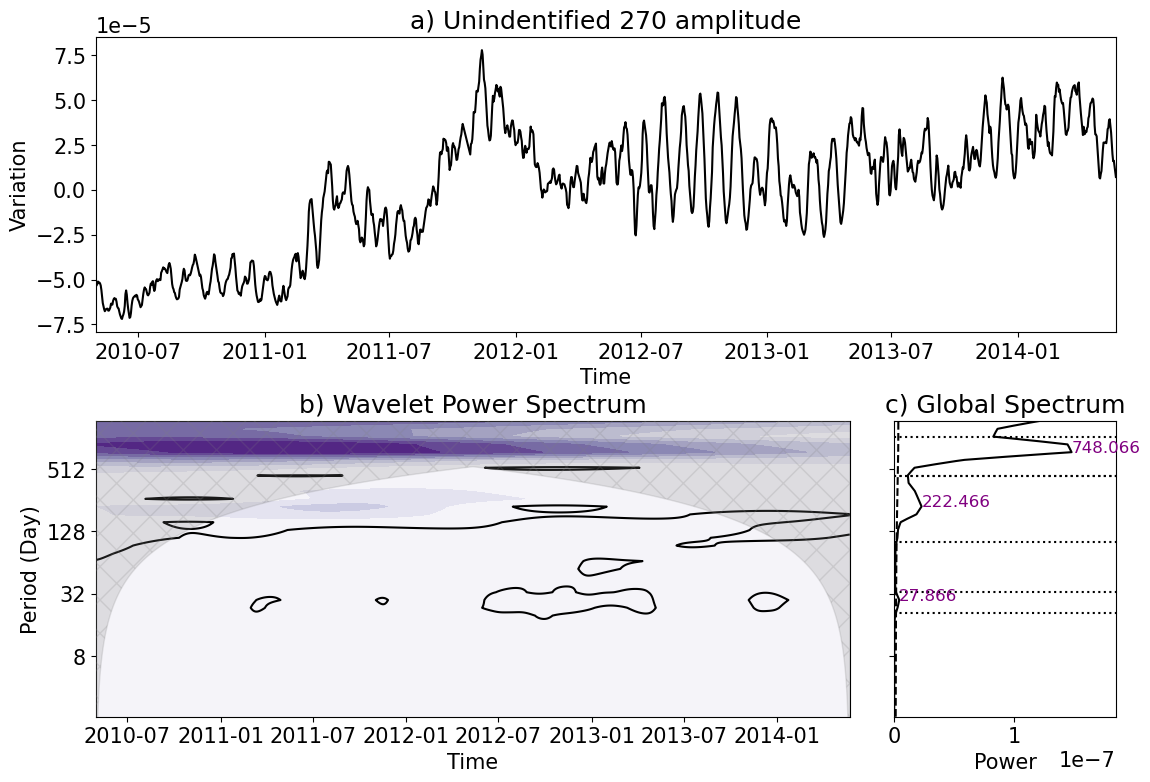 a) Unidentified 270 amplitude
1e−5
7.5
5.0
2.5
0.0
−2.5
−5.0
−7.5
Variation
2010-07 2011-01 2011-07 2012-01 2012-07 2013-01 2013-07 2014-01
Time
b) Wavelet Power Spectrum
512
128
32
8
Period (Day)
2010-07 2011-01 2011-07 2012-01 2012-07 2013-01 2013-07 2014-01
Time
c) Global Spectrum
748.066
222.466
27.866
0 1
Power 1e−7